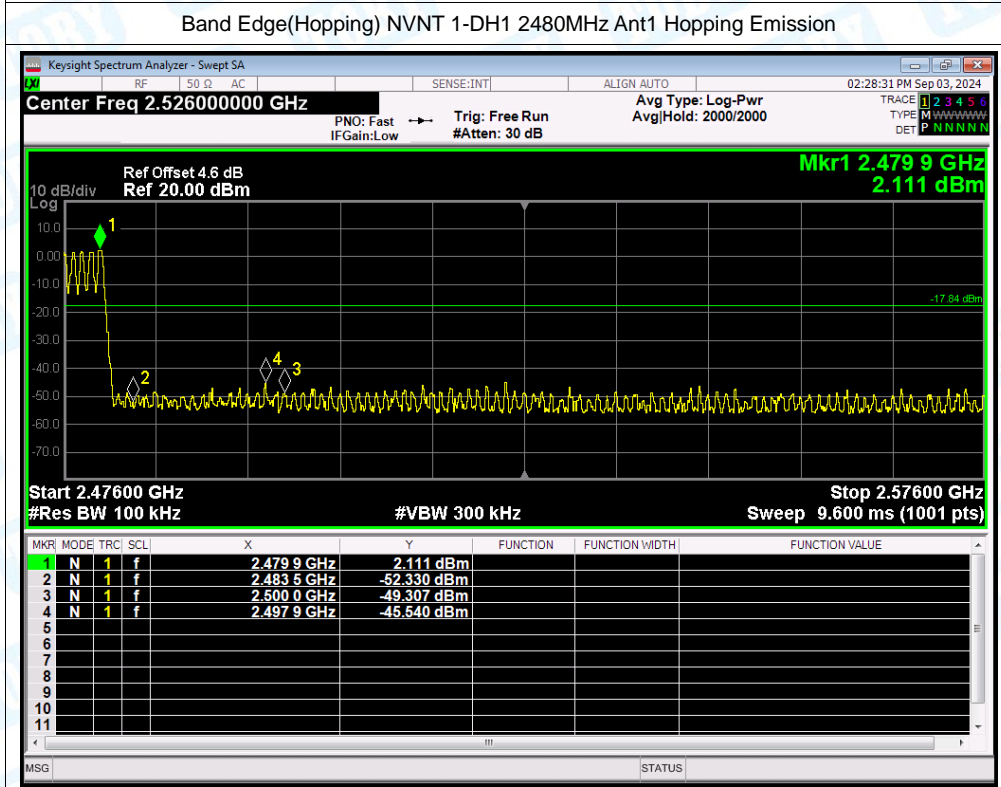 Band Edge(Hopping) NVNT 1-DH1 2480MHz Ant1 Hopping Emission
Keysight Spectrum Analyzer - Swept SA
LXI RF 50 Ω AC SENSE:INT ALIGN AUTO 02:28:31 PM Sep 03, 2024
Center Freq 2.526000000 GHz
PNO: Fast
IFGain:Low
Trig: Free Run
#Atten: 30 dB
Avg Type: Log-Pwr
Avg|Hold: 2000/2000
TRACE 1 2 3 4 5 6
TYPE M WWWWW
DET P N N N N N
Mkr1 2.479 9 GHz
2.111 dBm
Ref Offset 4.6 dB
10 dB/div Ref 20.00 dBm
Log
10.0
0.00
-10.0
-20.0
-30.0
-40.0
-50.0
-60.0
-70.0
1
-17.84 dBm
4
3
2
Start 2.47600 GHz Stop 2.57600 GHz
#Res BW 100 kHz #VBW 300 kHz Sweep 9.600 ms (1001 pts)
MKR MODE TRC SCL X Y FUNCTION FUNCTION WIDTH FUNCTION VALUE
1 N 1 f 2.479 9 GHz 2.111 dBm
2 N 1 f 2.483 5 GHz -52.330 dBm
3 N 1 f 2.500 0 GHz -49.307 dBm
4 N 1 f 2.497 9 GHz -45.540 dBm
5
6
7
8
9
10
11
MSG STATUS